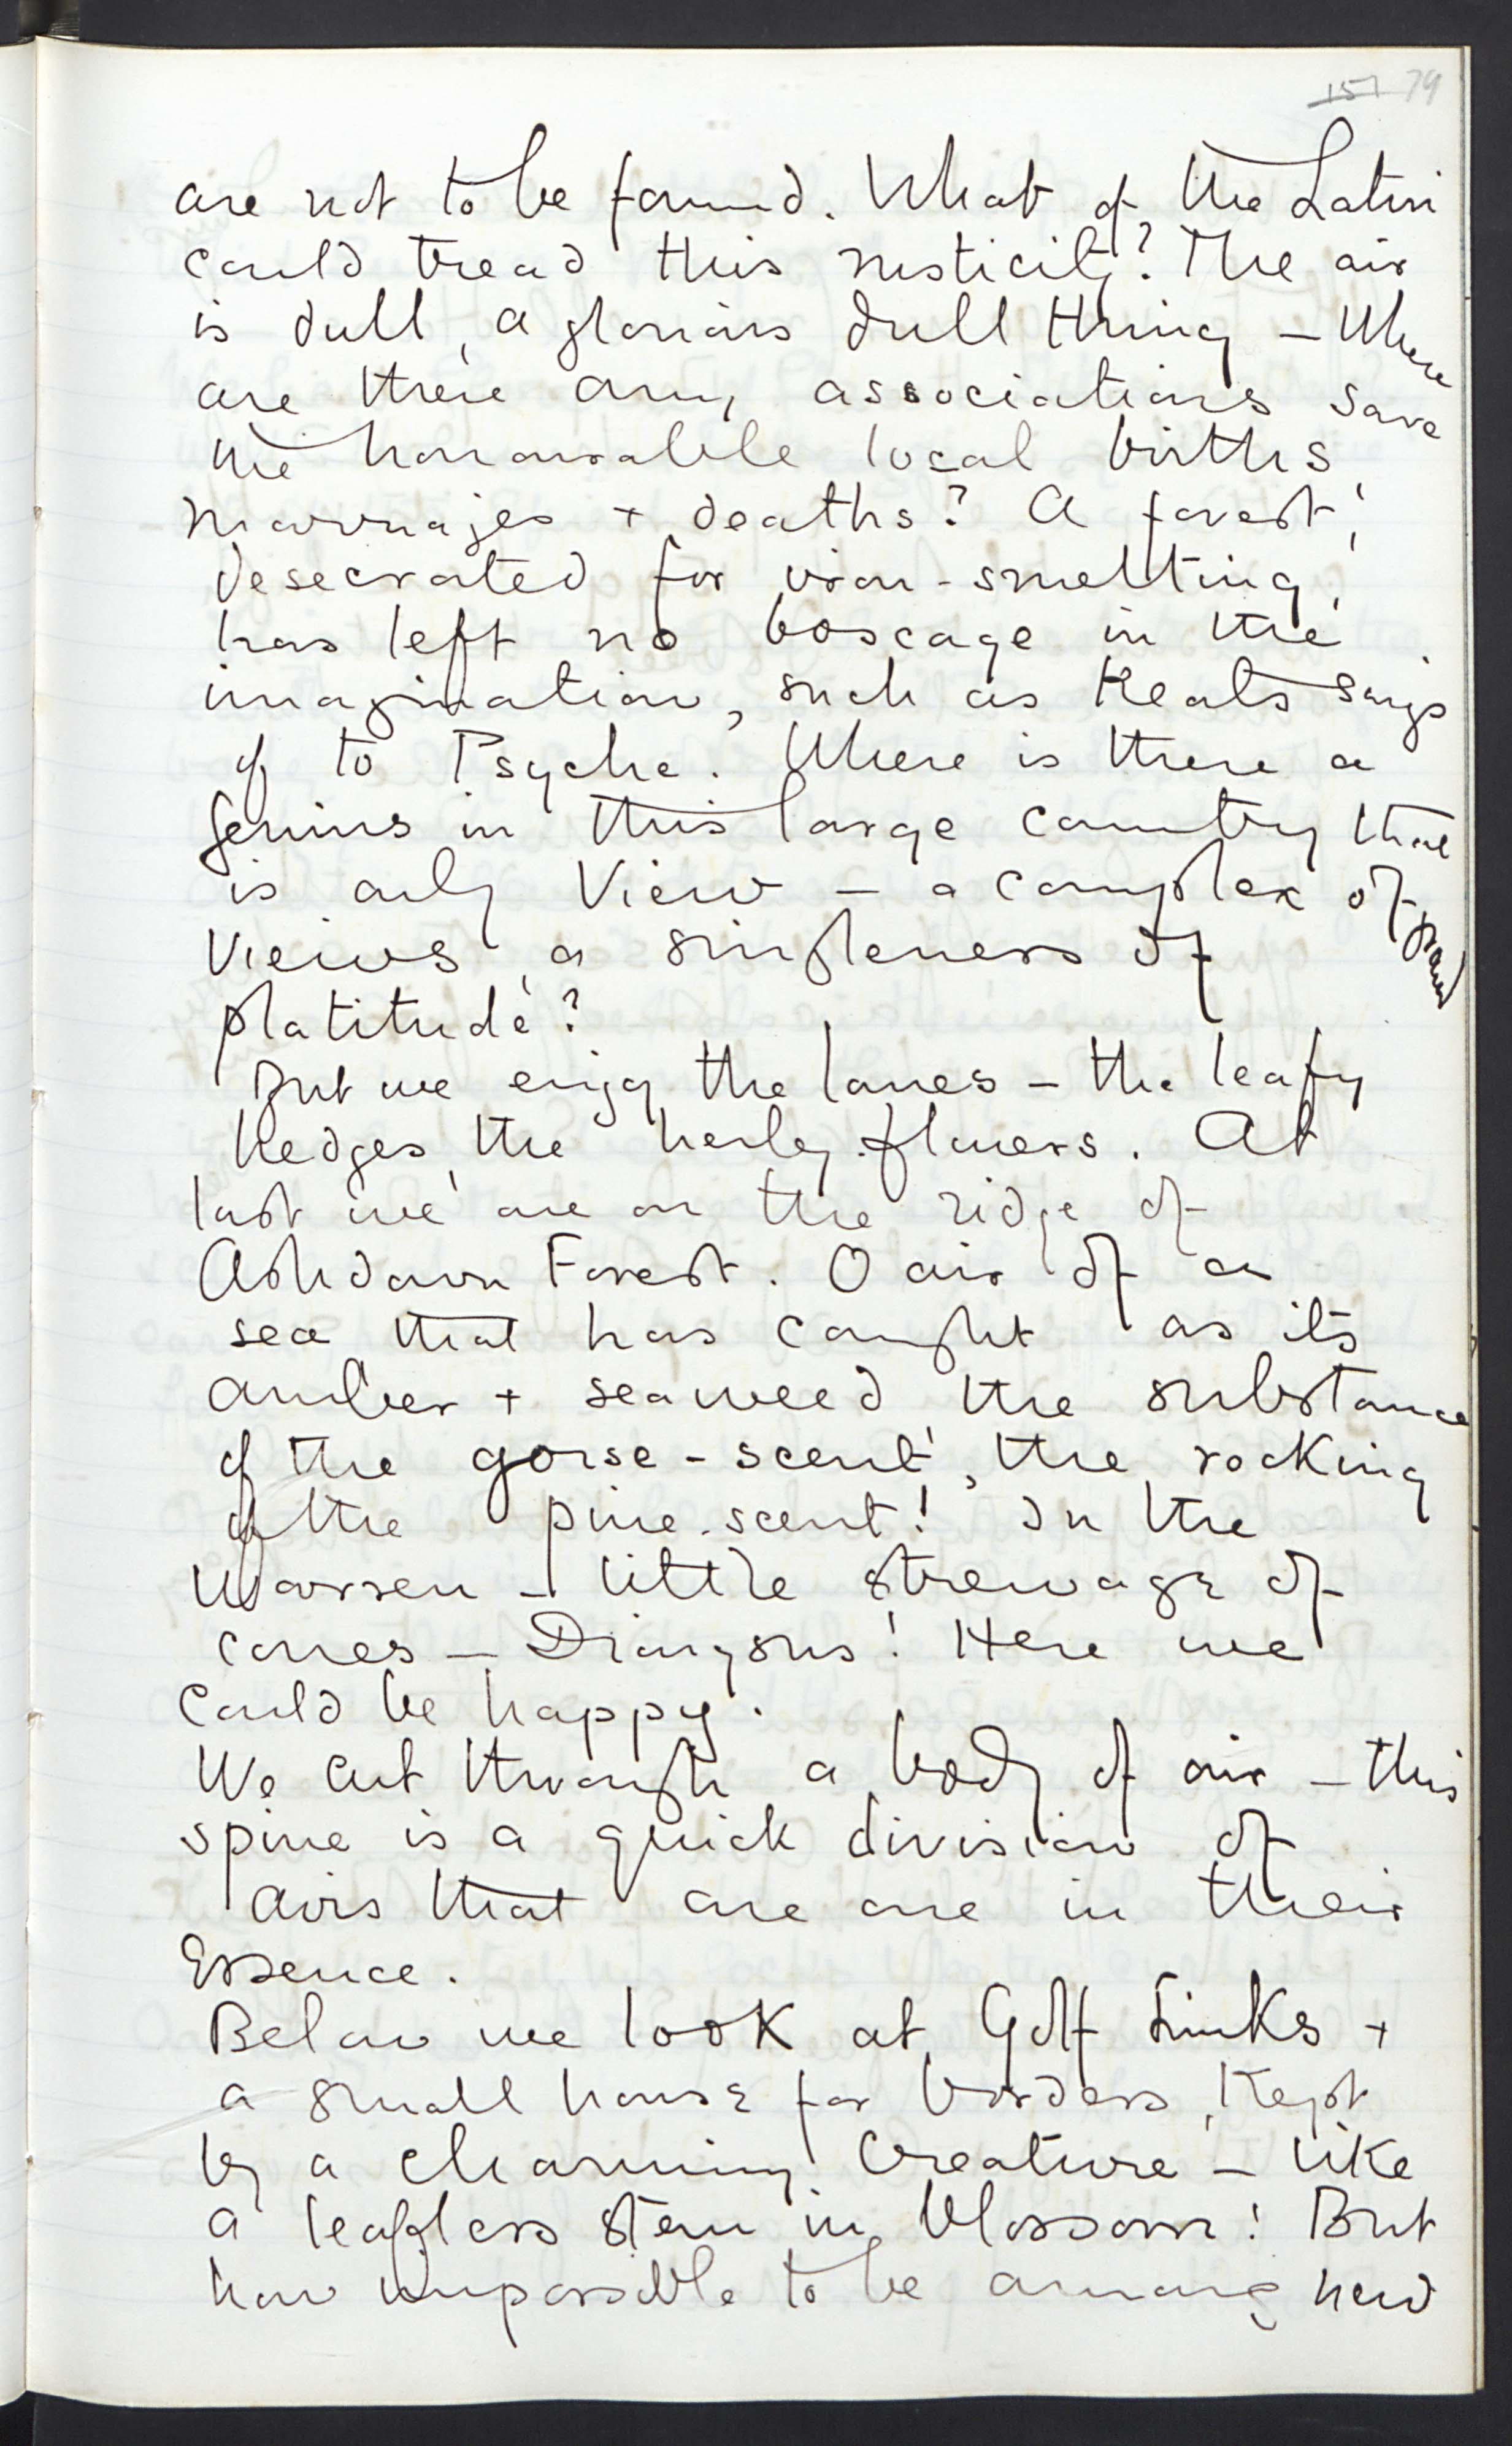 151 79
are not to be found. What of the Latin
could tread this rusticity? The air
is dull, a glorious dull thing – Where
are there any associations save
the honourable local births,
marriages + deaths? A forest,
desecrated for iron-smelting,
has left no boscage in the
imagination, such as Keats sings
of to Psyche. Where is there a
genius in this large country that
is only View – a complex of grand
Views, a simpleness of
platitude?
But we enjoy the lanes – the leafy
hedges, the herby-flowers. At
last we are on the ridge of
Ashdown Forest. O air of a
sea that has caught as its
amber + seaweed the substance
of the gorse-scent, the rocking
of the pine-scent! In the
Warren – little strewage of
cones – Dionysus! Here we
could be happy.
We cut through a body of air – this
spine is a quick division of
airs that are one in their
Essence.
Below we look at Golf Links +
a small house for borders, kept
by a charming Creature – like
a leafless stem in blossom! But
how impossible to be among new